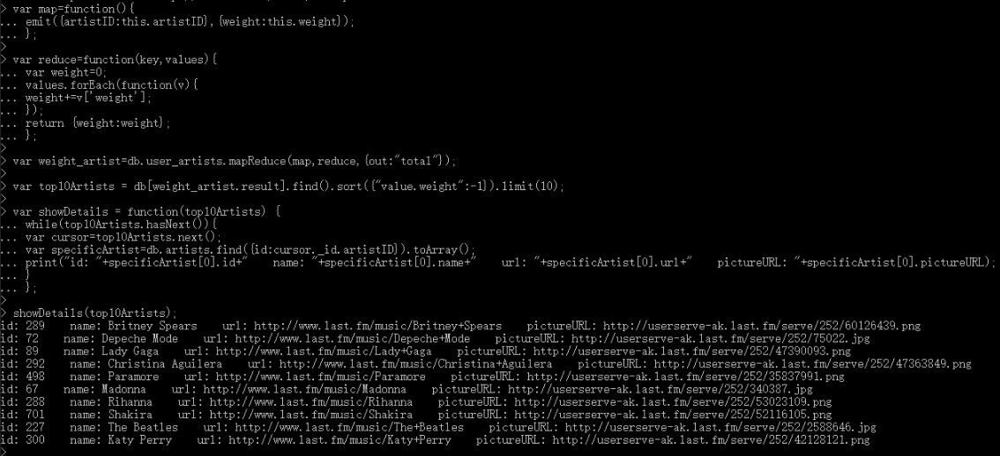 > var map=function(){
... emit({artistID:this.artistID},{weight:this.weight});
... };
>
> var reduce=function(key,values){
... var weight=0;
... values.forEach(function(v){
... weight+=v['weight'];
... });
... return {weight:weight};
... };
>
> var weight_artist=db.user_artists.mapReduce(map,reduce,{out:"total"});
>
> var top10Artists = db[weight_artist.result].find().sort({"value.weight":-1}).limit(10);
>
> var showDetails = function(top10Artists) {
... while(top10Artists.hasNext()){
... var cursor=top10Artists.next();
... var specificArtist=db.artists.find({id:cursor._id.artistID}).toArray();
... print("id: "+specificArtist[0].id+"    name: "+specificArtist[0].name+"    url: "+specificArtist[0].url+"    pictureURL: "+specificArtist[0].pictureURL);
... }
... };
>
> showDetails(top10Artists);
id: 289    name: Britney Spears    url: http://www.last.fm/music/Britney+Spears    pictureURL: http://userserve-ak.last.fm/serve/252/60126439.png
id: 72    name: Depeche Mode    url: http://www.last.fm/music/Depeche+Mode    pictureURL: http://userserve-ak.last.fm/serve/252/75022.jpg
id: 89    name: Lady Gaga    url: http://www.last.fm/music/Lady+Gaga    pictureURL: http://userserve-ak.last.fm/serve/252/47390093.png
id: 292    name: Christina Aguilera    url: http://www.last.fm/music/Christina+Aguilera    pictureURL: http://userserve-ak.last.fm/serve/252/47363849.png
id: 498    name: Paramore    url: http://www.last.fm/music/Paramore    pictureURL: http://userserve-ak.last.fm/serve/252/35837991.png
id: 67    name: Madonna    url: http://www.last.fm/music/Madonna    pictureURL: http://userserve-ak.last.fm/serve/252/340387.jpg
id: 288    name: Rihanna    url: http://www.last.fm/music/Rihanna    pictureURL: http://userserve-ak.last.fm/serve/252/53023109.png
id: 701    name: Shakira    url: http://www.last.fm/music/Shakira    pictureURL: http://userserve-ak.last.fm/serve/252/52116105.png
id: 227    name: The Beatles    url: http://www.last.fm/music/The+Beatles    pictureURL: http://userserve-ak.last.fm/serve/252/2588646.jpg
id: 300    name: Katy Perry    url: http://www.last.fm/music/Katy+Perry    pictureURL: http://userserve-ak.last.fm/serve/252/42128121.png
>